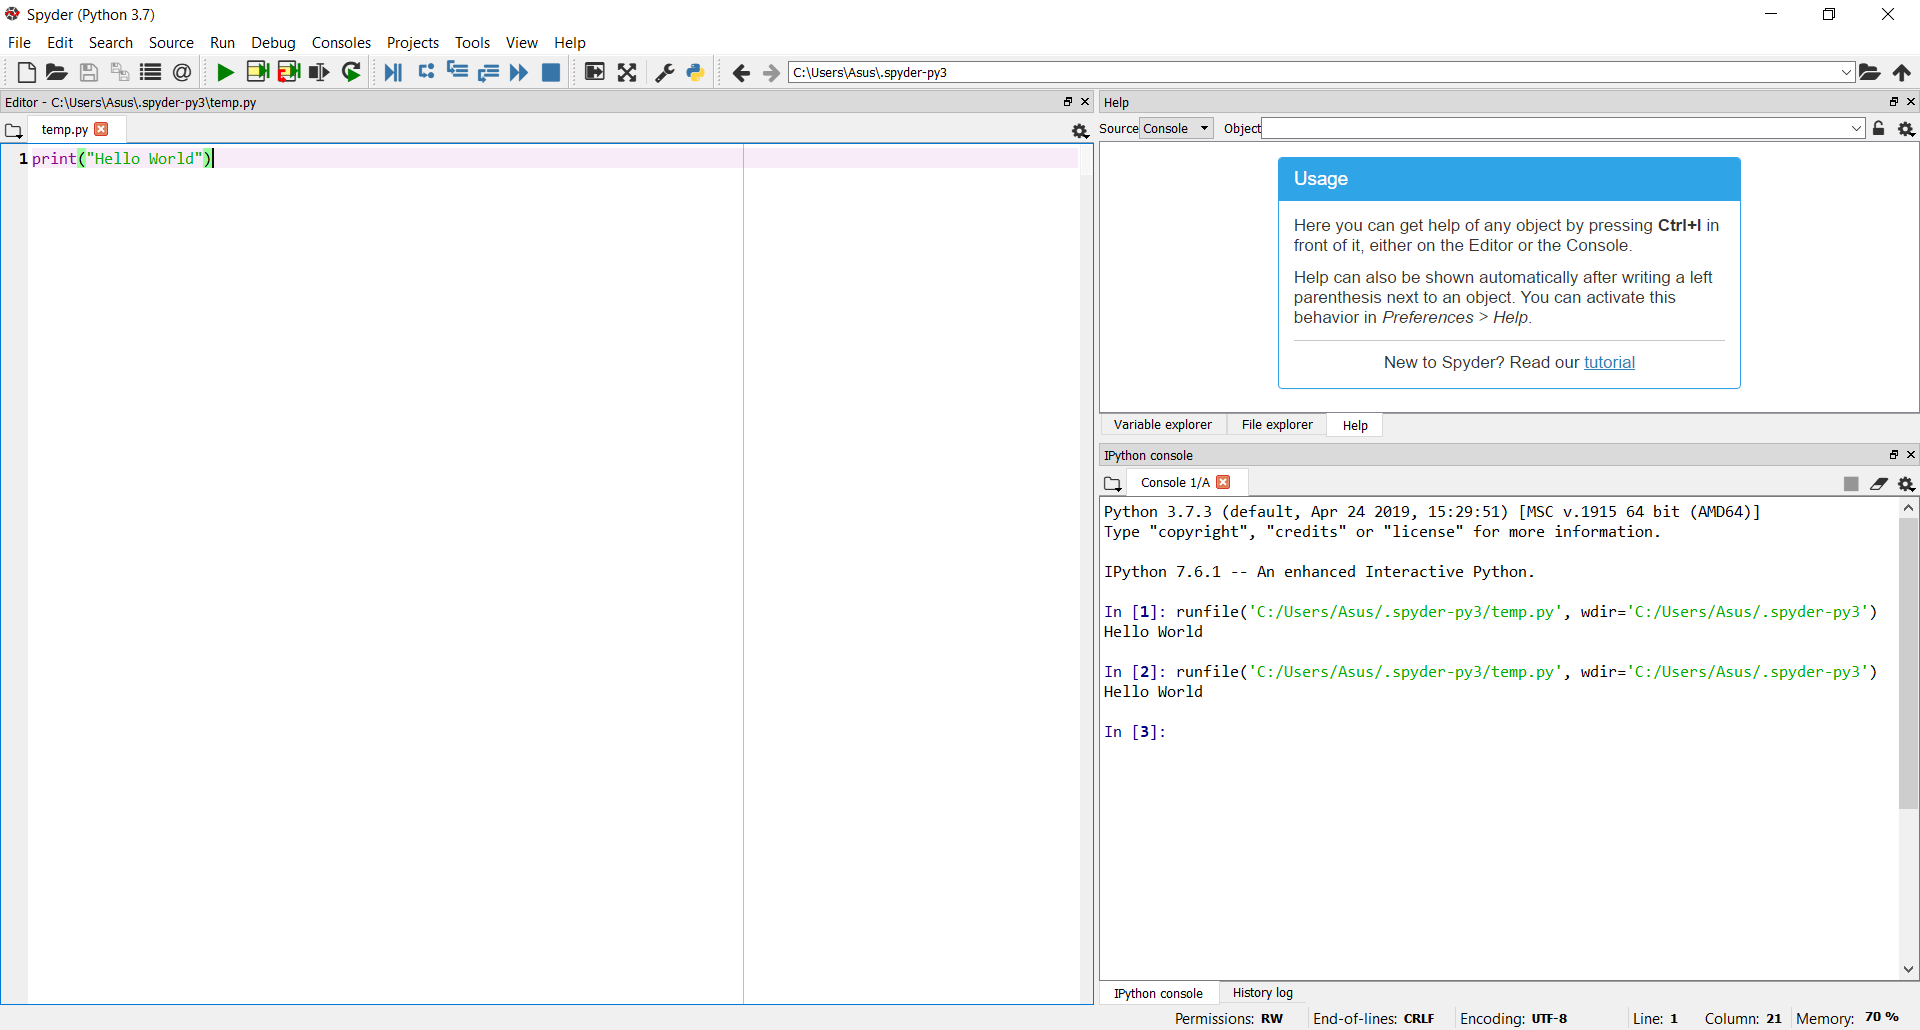 Spyder (Python 3.7)
File Edit Search Source Run Debug Consoles Projects Tools View Help
C:\Users\Asus\.spyder-py3
Editor - C:\Users\Asus\.spyder-py3\temp.py
temp.py
1 print("Hello World")
Help
Source Console Object
Usage
Here you can get help of any object by pressing Ctrl+I in
front of it, either on the Editor or the Console.
Help can also be shown automatically after writing a left
parenthesis next to an object. You can activate this
behavior in Preferences > Help.
New to Spyder? Read our tutorial
Variable explorer File explorer Help
IPython console
Console 1/A
Python 3.7.3 (default, Apr 24 2019, 15:29:51) [MSC v.1915 64 bit (AMD64)]
Type "copyright", "credits" or "license" for more information.
IPython 7.6.1 -- An enhanced Interactive Python.
In [1]: runfile('C:/Users/Asus/.spyder-py3/temp.py', wdir='C:/Users/Asus/.spyder-py3')
Hello World
In [2]: runfile('C:/Users/Asus/.spyder-py3/temp.py', wdir='C:/Users/Asus/.spyder-py3')
Hello World
In [3]:
IPython console History log
Permissions: RW End-of-lines: CRLF Encoding: UTF-8 Line: 1 Column: 21 Memory: 70 %